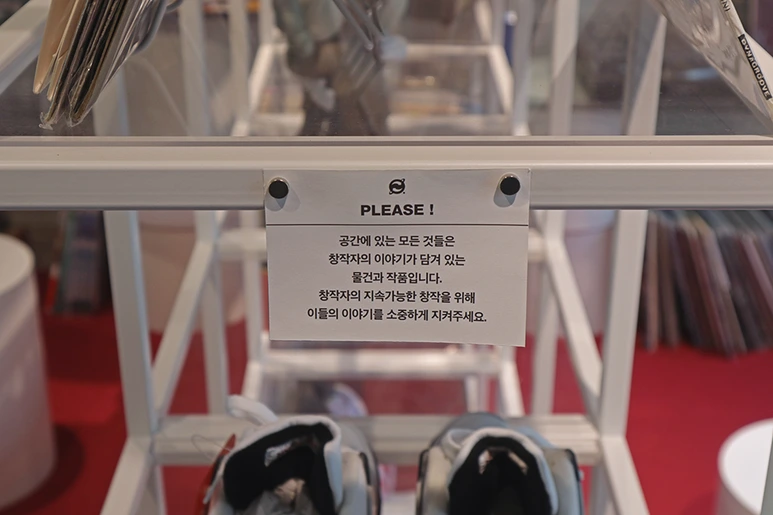 PLEASE !
공간에 있는 모든 것들은
창작자의 이야기가 담겨 있는
물건과 작품입니다.
창작자의 지속가능한 창작을 위해
이들의 이야기를 소중하게 지켜주세요.